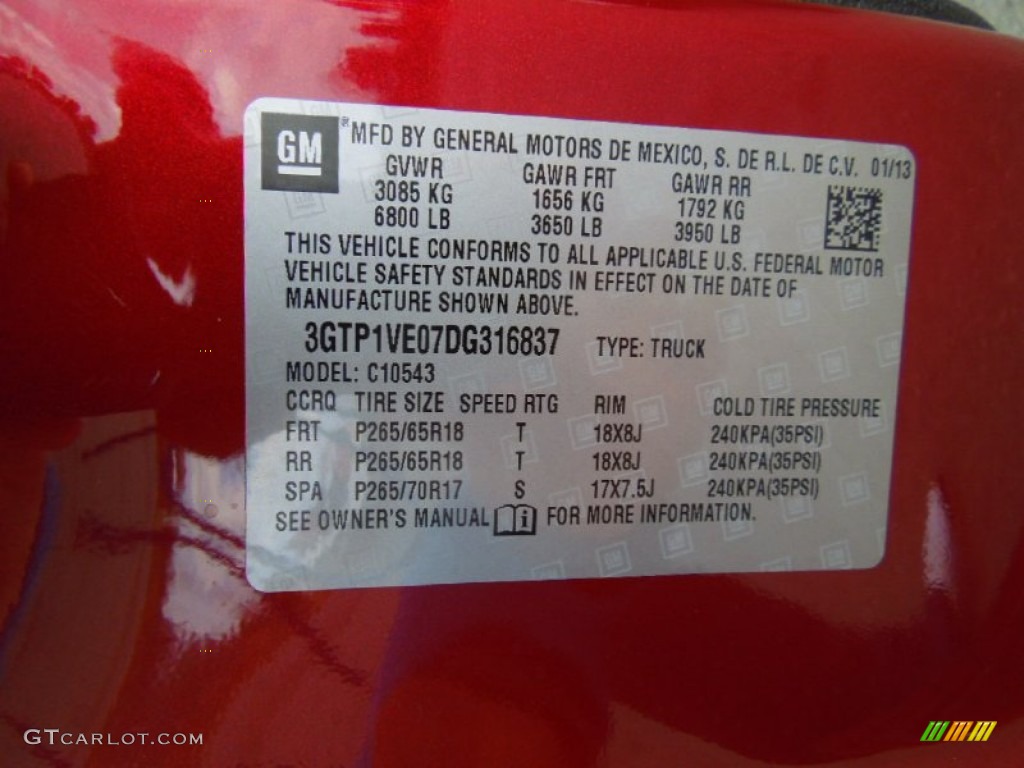 GM ® MFD BY GENERAL MOTORS DE MEXICO, S. DE R.L. DE C.V. 01/13
GVWR GAWR FRT GAWR RR
3085 KG 1656 KG 1792 KG
6800 LB 3650 LB 3950 LB
THIS VEHICLE CONFORMS TO ALL APPLICABLE U.S. FEDERAL MOTOR
VEHICLE SAFETY STANDARDS IN EFFECT ON THE DATE OF
MANUFACTURE SHOWN ABOVE.
3GTP1VE07DG316837 TYPE: TRUCK
MODEL: C10543
CCRQ TIRE SIZE SPEED RTG RIM COLD TIRE PRESSURE
FRT P265/65R18 T 18X8J 240KPA(35PSI)
RR P265/65R18 T 18X8J 240KPA(35PSI)
SPA P265/70R17 S 17X7.5J 240KPA(35PSI)
SEE OWNER'S MANUAL i FOR MORE INFORMATION.
GTCARLOT.COM